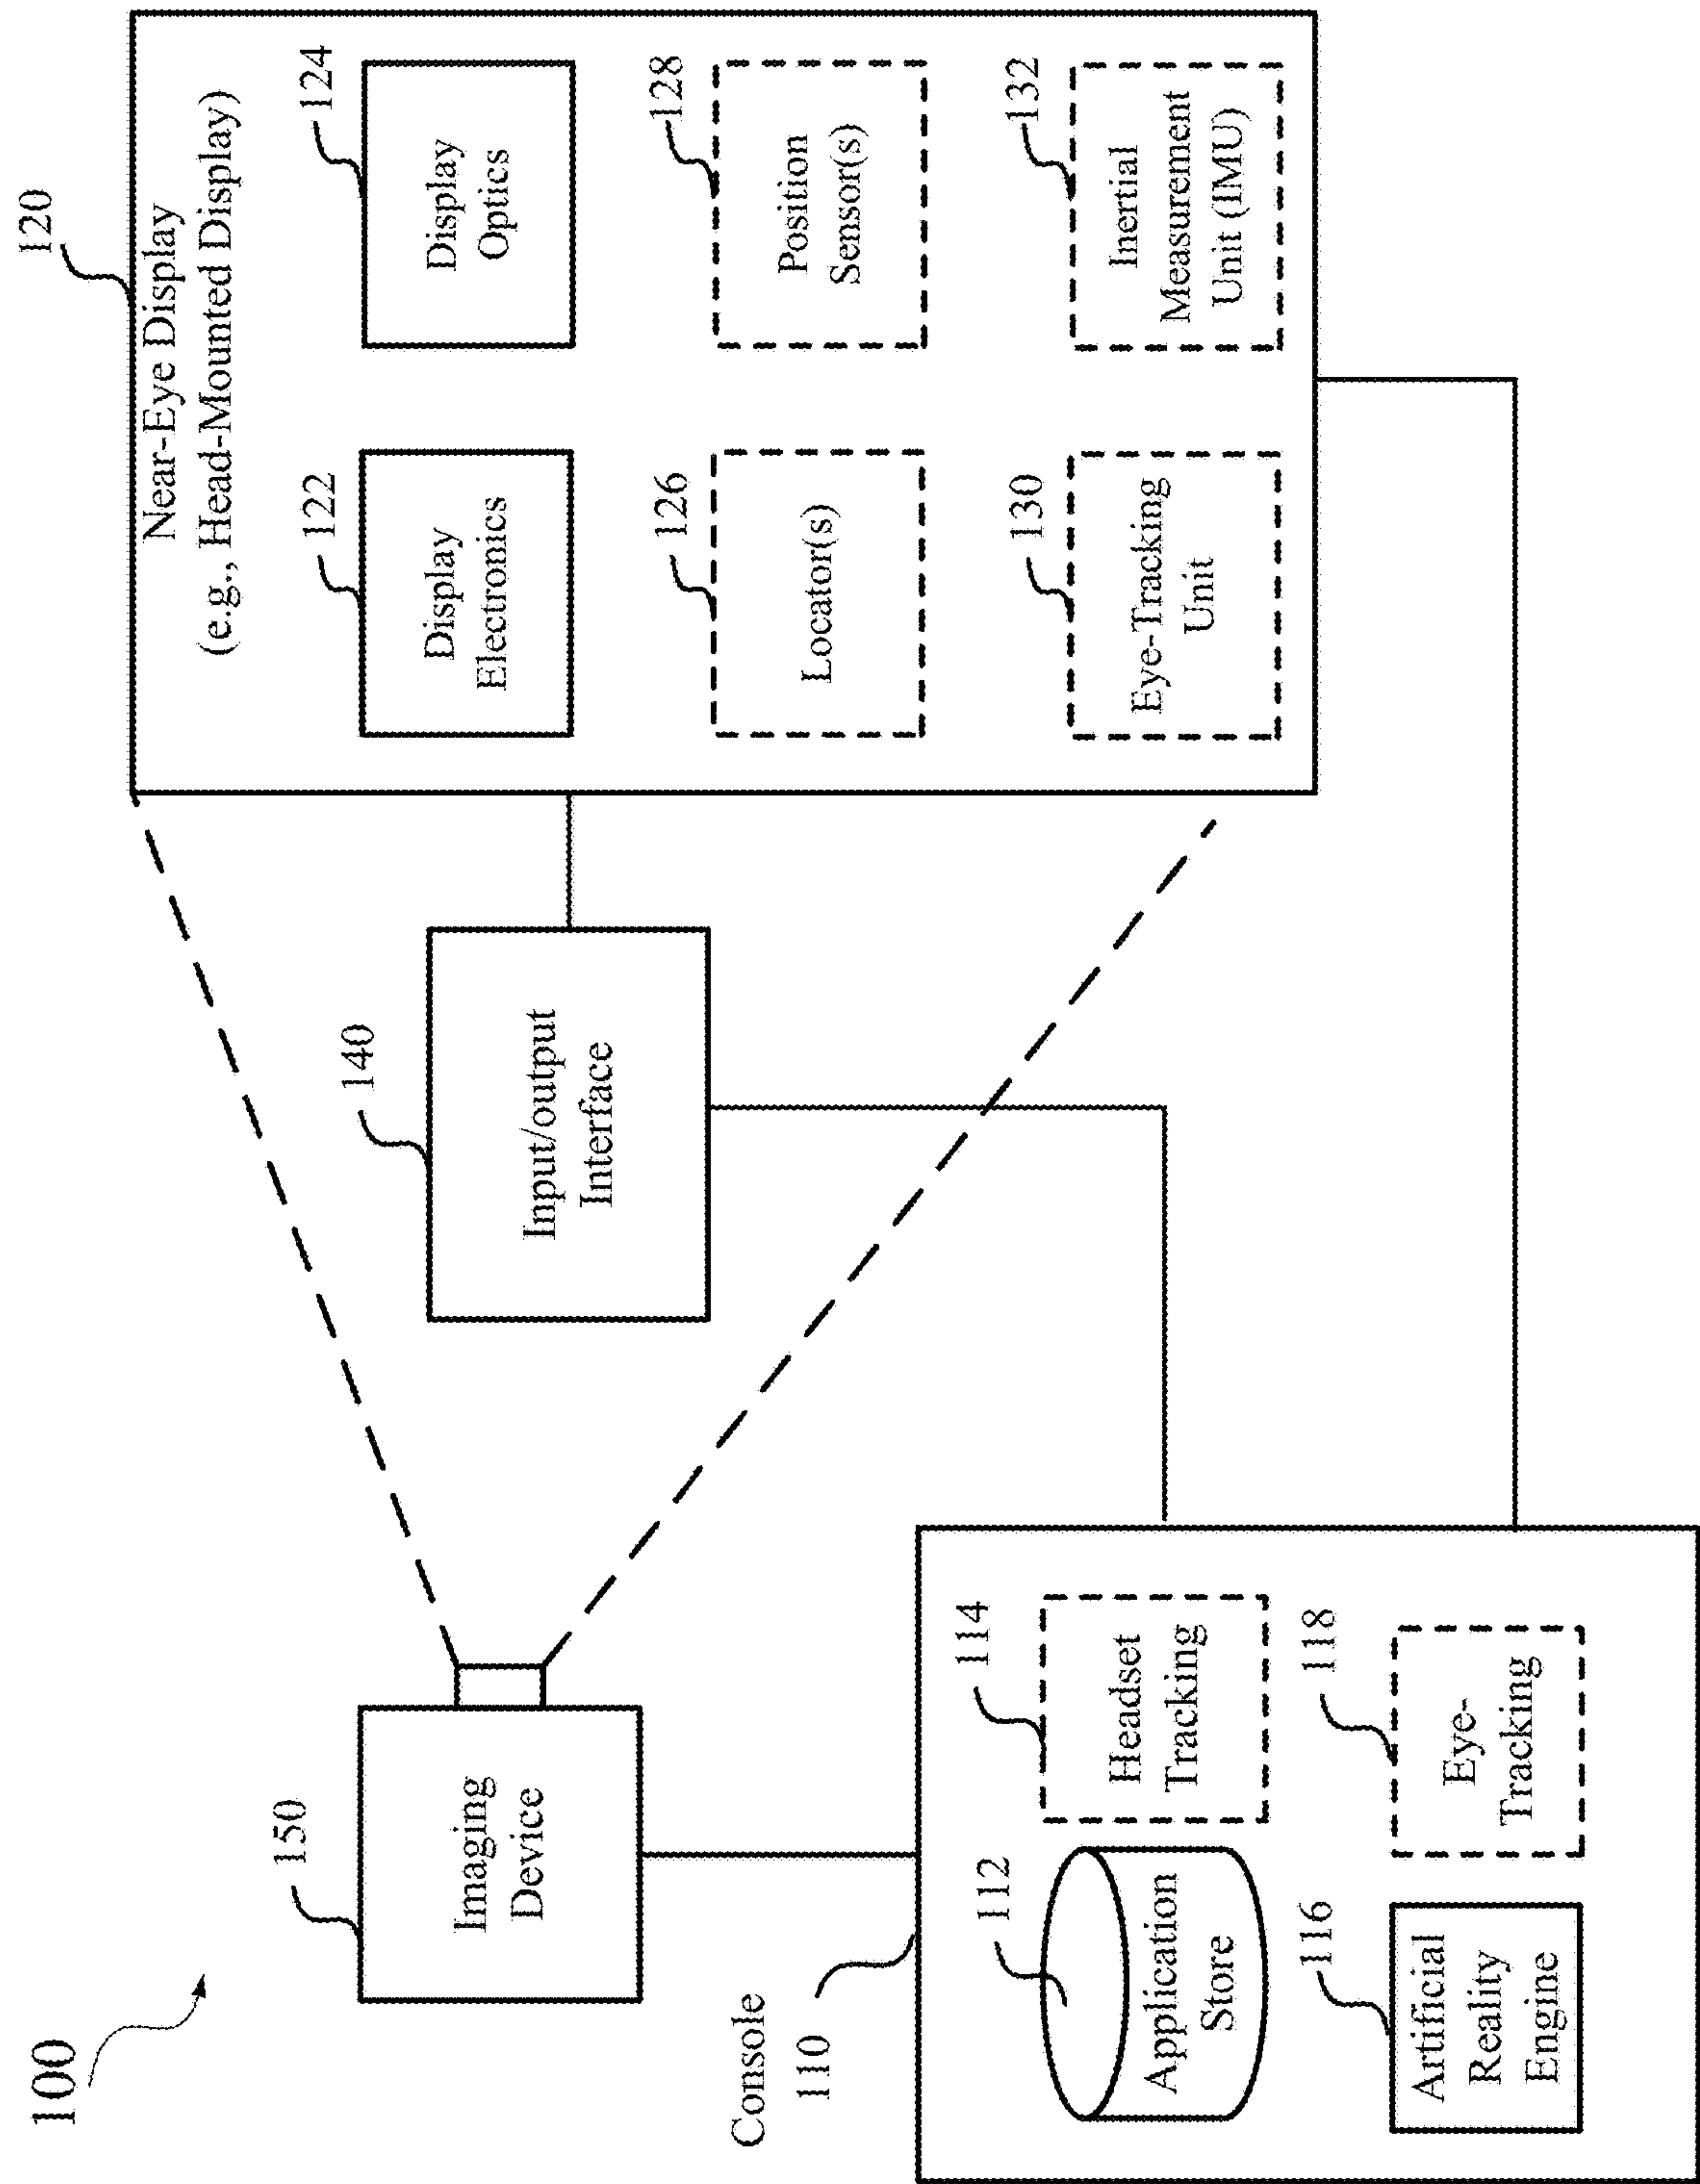 100
120
Near-Eye Display
(e.g., Head-Mounted Display)
150
Imaging
Device
140
Input/output
Interface
122
Display
Electronics
124
Display
Optics
126
Locator(s)
128
Position
Sensor(s)
130
Eye-Tracking
Unit
132
Inertial
Measurement
Unit (IMU)
Console
110
112
Application
Store
114
Headset
Tracking
116
Artificial
Reality
Engine
118
Eye-
Tracking